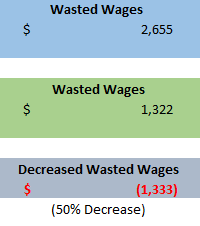 Wasted Wages
$ 2,655
Wasted Wages
$ 1,322
Decreased Wasted Wages
$ (1,333)
(50% Decrease)